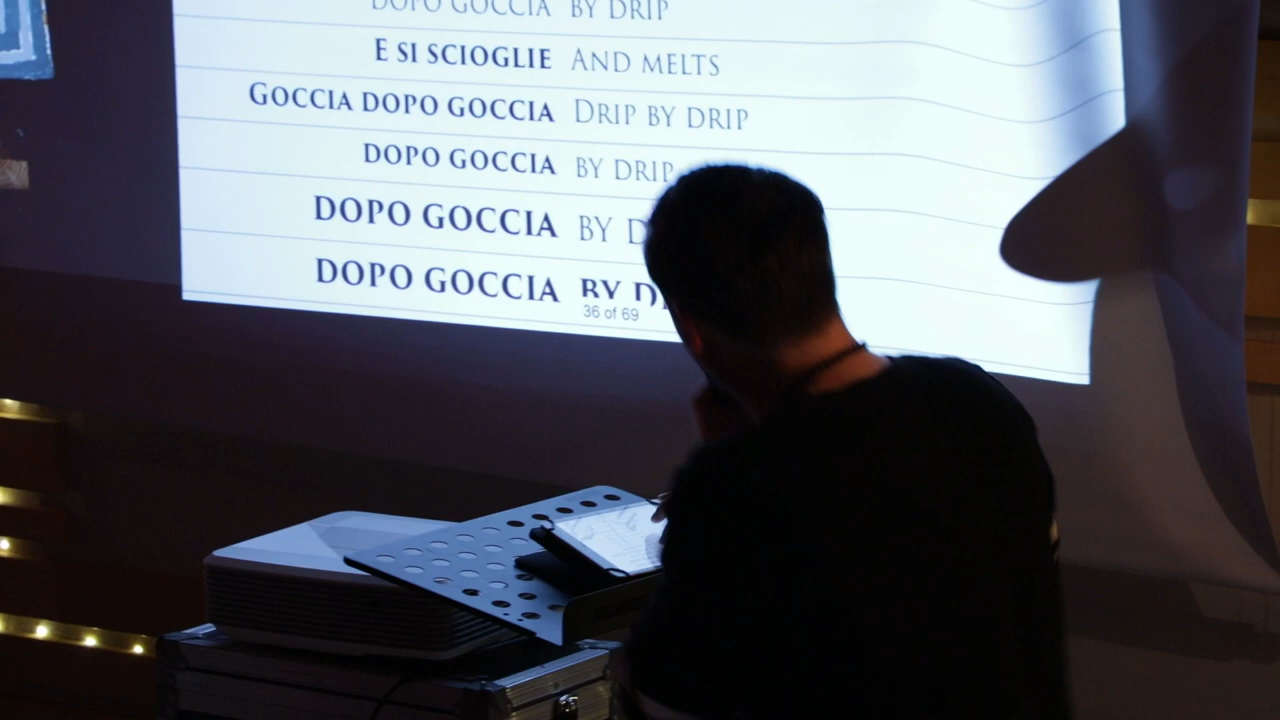 DOPO GOCCIA BY DRIP
E SI SCIOGLIE AND MELTS
GOCCIA DOPO GOCCIA DRIP BY DRIP
DOPO GOCCIA BY DRIP
DOPO GOCCIA BY
DOPO GOCCIA BY
36 of 69